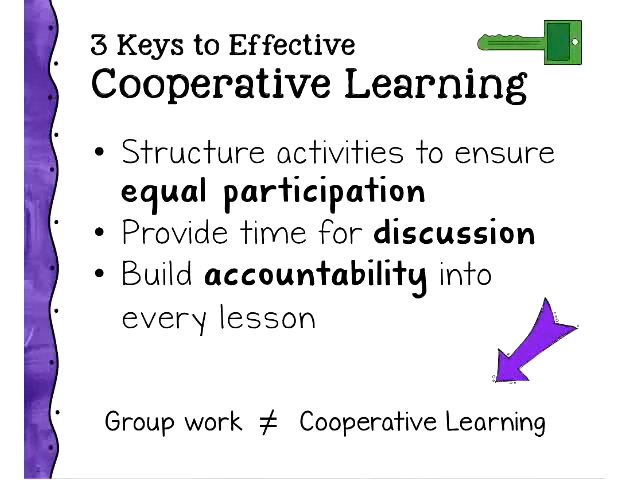 3 Keys to Effective
Cooperative Learning
• Structure activities to ensure
equal participation
• Provide time for discussion
• Build accountability into
every lesson
Group work ≠ Cooperative Learning